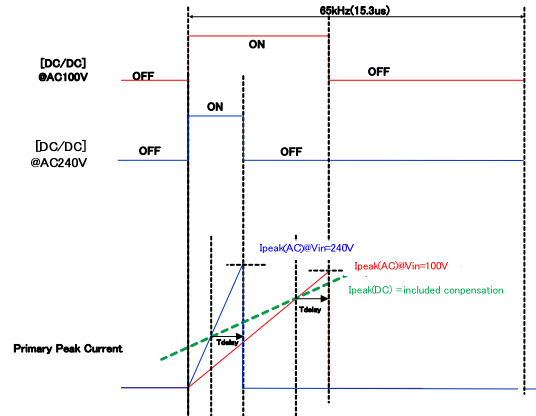 65kHz(15.3us)
ON
[DC/DC]
@AC100V
OFF
OFF
ON
[DC/DC]
@AC240V
OFF
OFF
Ipeak(AC)@Vin=240V
Ipeak(AC)@Vin=100V
Ipeak(DC) =included conpensation
Tdelay
Tdelay
Primary Peak Current